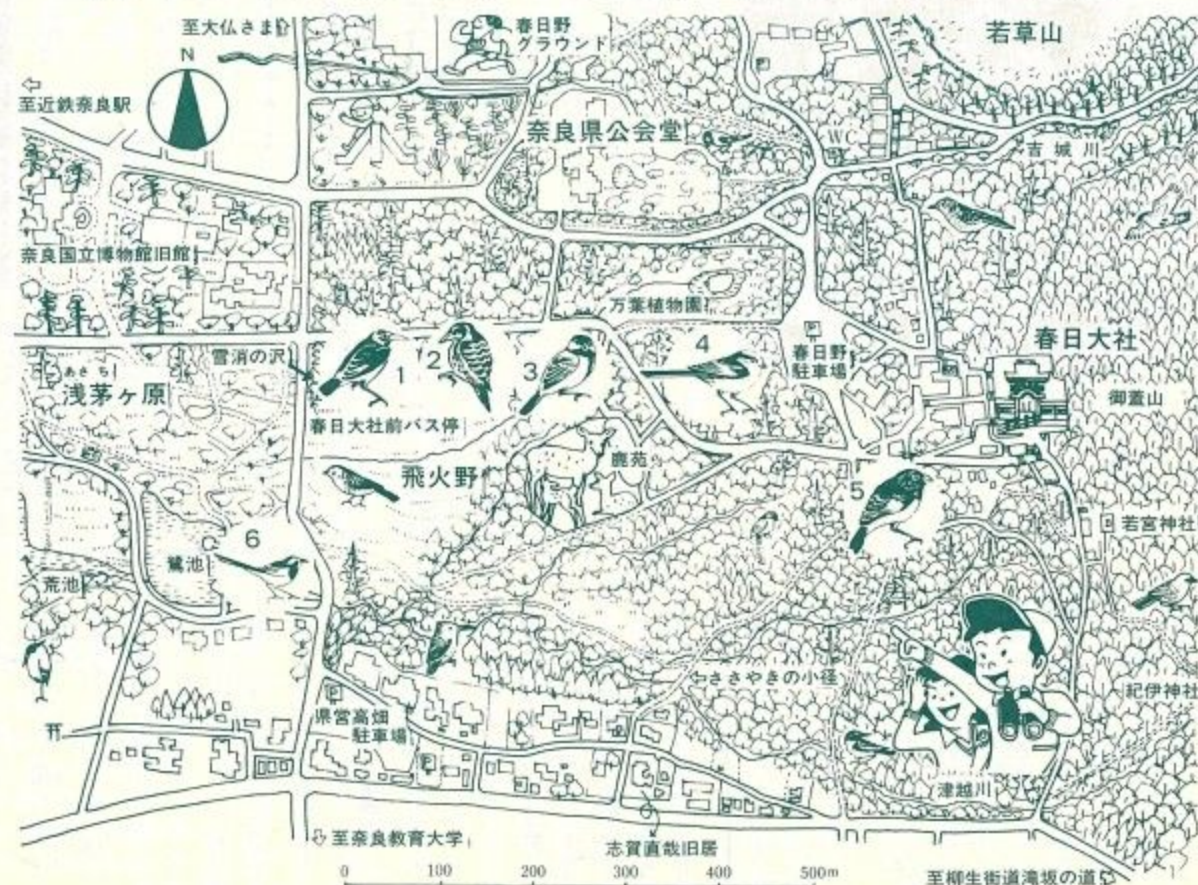 至大仏さま
春日野
グラウンド
若草山
N
至近鉄奈良駅
奈良県公会堂
WC
吉城川
奈良国立博物館旧館
万葉植物園
雪消の沢
あさぢ
浅茅ヶ原
1
2
3
4
P
春日野
駐車場
春日大社
御蓋山
春日大社前バス停
飛火野
鹿苑
5
若宮神社
6
鷺池
荒池
ささやきの小径
紀伊神社
P
県営高畑
駐車場
P
津越川
至奈良教育大学
志賀直哉旧居
至柳生街道滝坂の道
0 100 200 300 400 500m